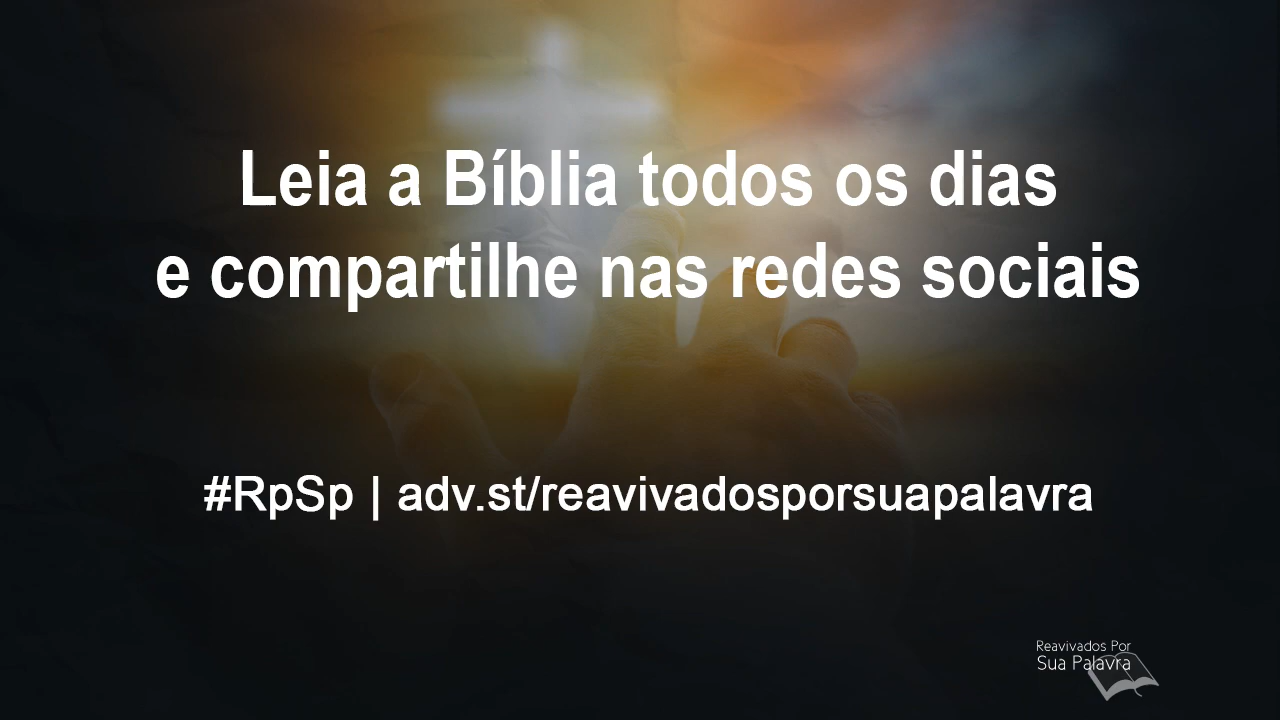 Leia a Bíblia todos os dias
e compartilhe nas redes sociais
#RpSp | adv.st/reavivadosporsuapalavra
Reavivados Por
Sua Palavra